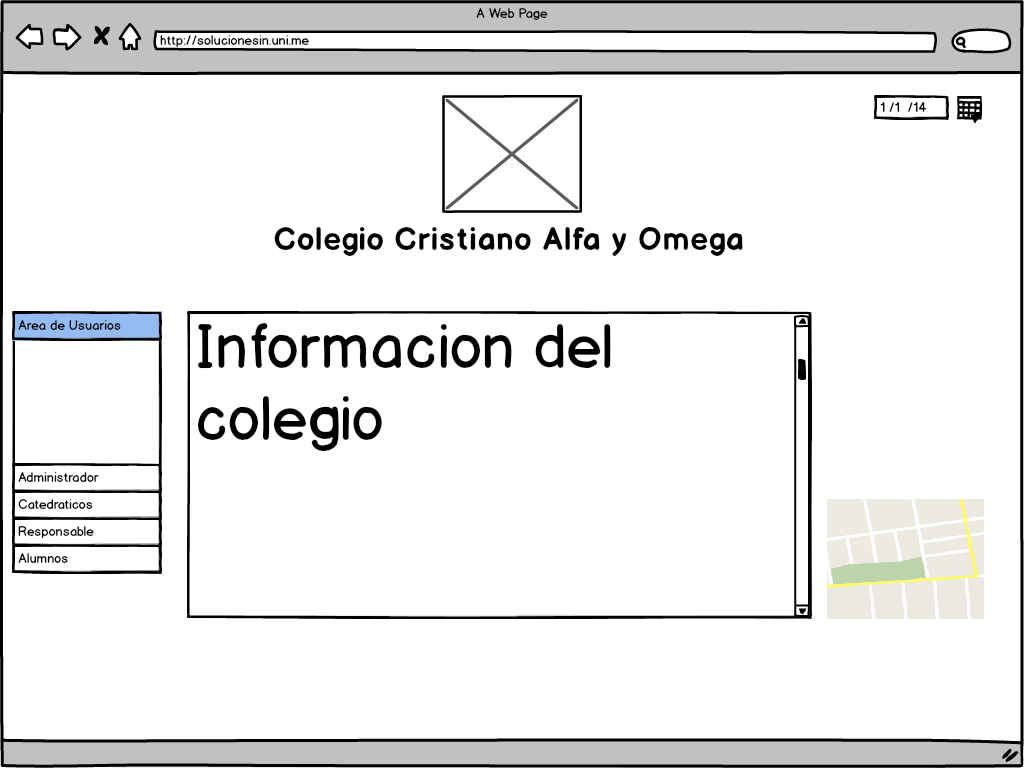 A Web Page
http://solucionesin.uni.me
1 /1 /14
Colegio Cristiano Alfa y Omega
Area de Usuarios
Administrador
Catedraticos
Responsable
Alumnos
Informacion del
colegio